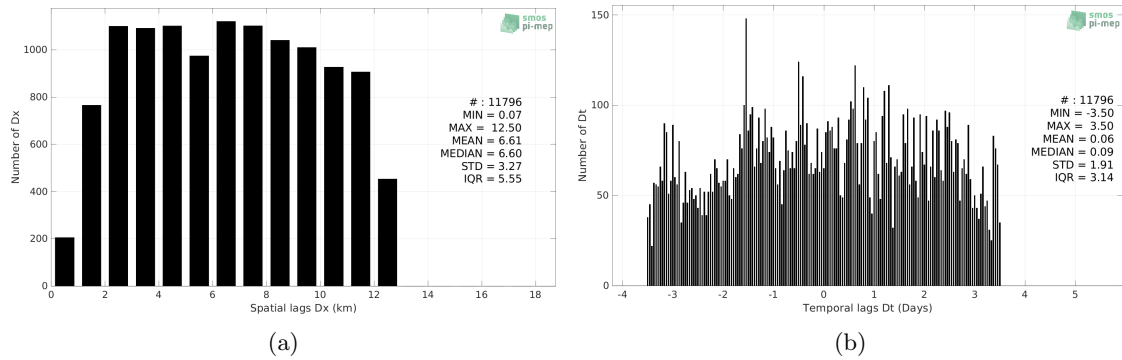 smos
pi-mep
1000
800
600
400
200
0
Number of Dx
# : 11796
MIN = 0.07
MAX = 12.50
MEAN = 6.61
MEDIAN = 6.60
STD = 3.27
IQR = 5.55
0 2 4 6 8 10 12 14 16 18
Spatial lags Dx (km)
(a)
smos
pi-mep
150
100
50
0
Number of Dt
# : 11796
MIN = -3.50
MAX = 3.50
MEAN = 0.06
MEDIAN = 0.09
STD = 1.91
IQR = 3.14
-4 -3 -2 -1 0 1 2 3 4 5
Temporal lags Dt (Days)
(b)